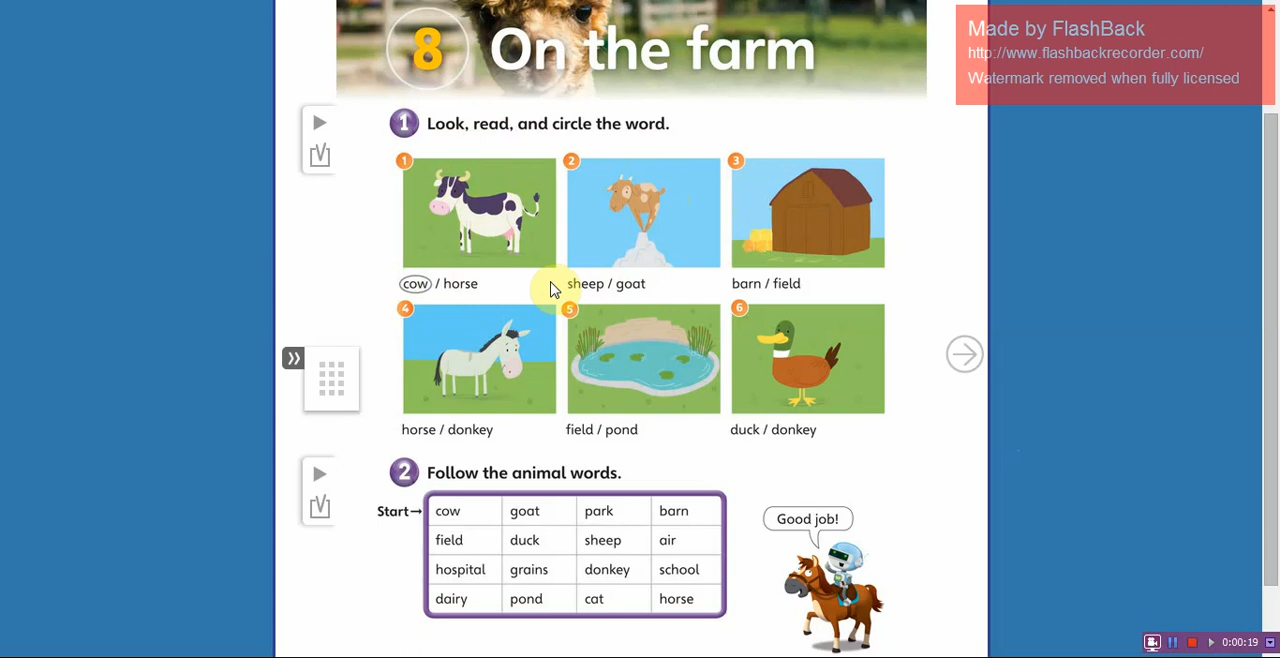 8 On the farm
Made by FlashBack
http://www.flashbackrecorder.com/
Watermark removed when fully licensed
1 Look, read, and circle the word.
1
2
3
cow / horse
sheep / goat
barn / field
4
5
6
horse / donkey
field / pond
duck / donkey
2 Follow the animal words.
Start→ cow goat park barn
field duck sheep air
hospital grains donkey school
dairy pond cat horse
Good job!
0:00:19